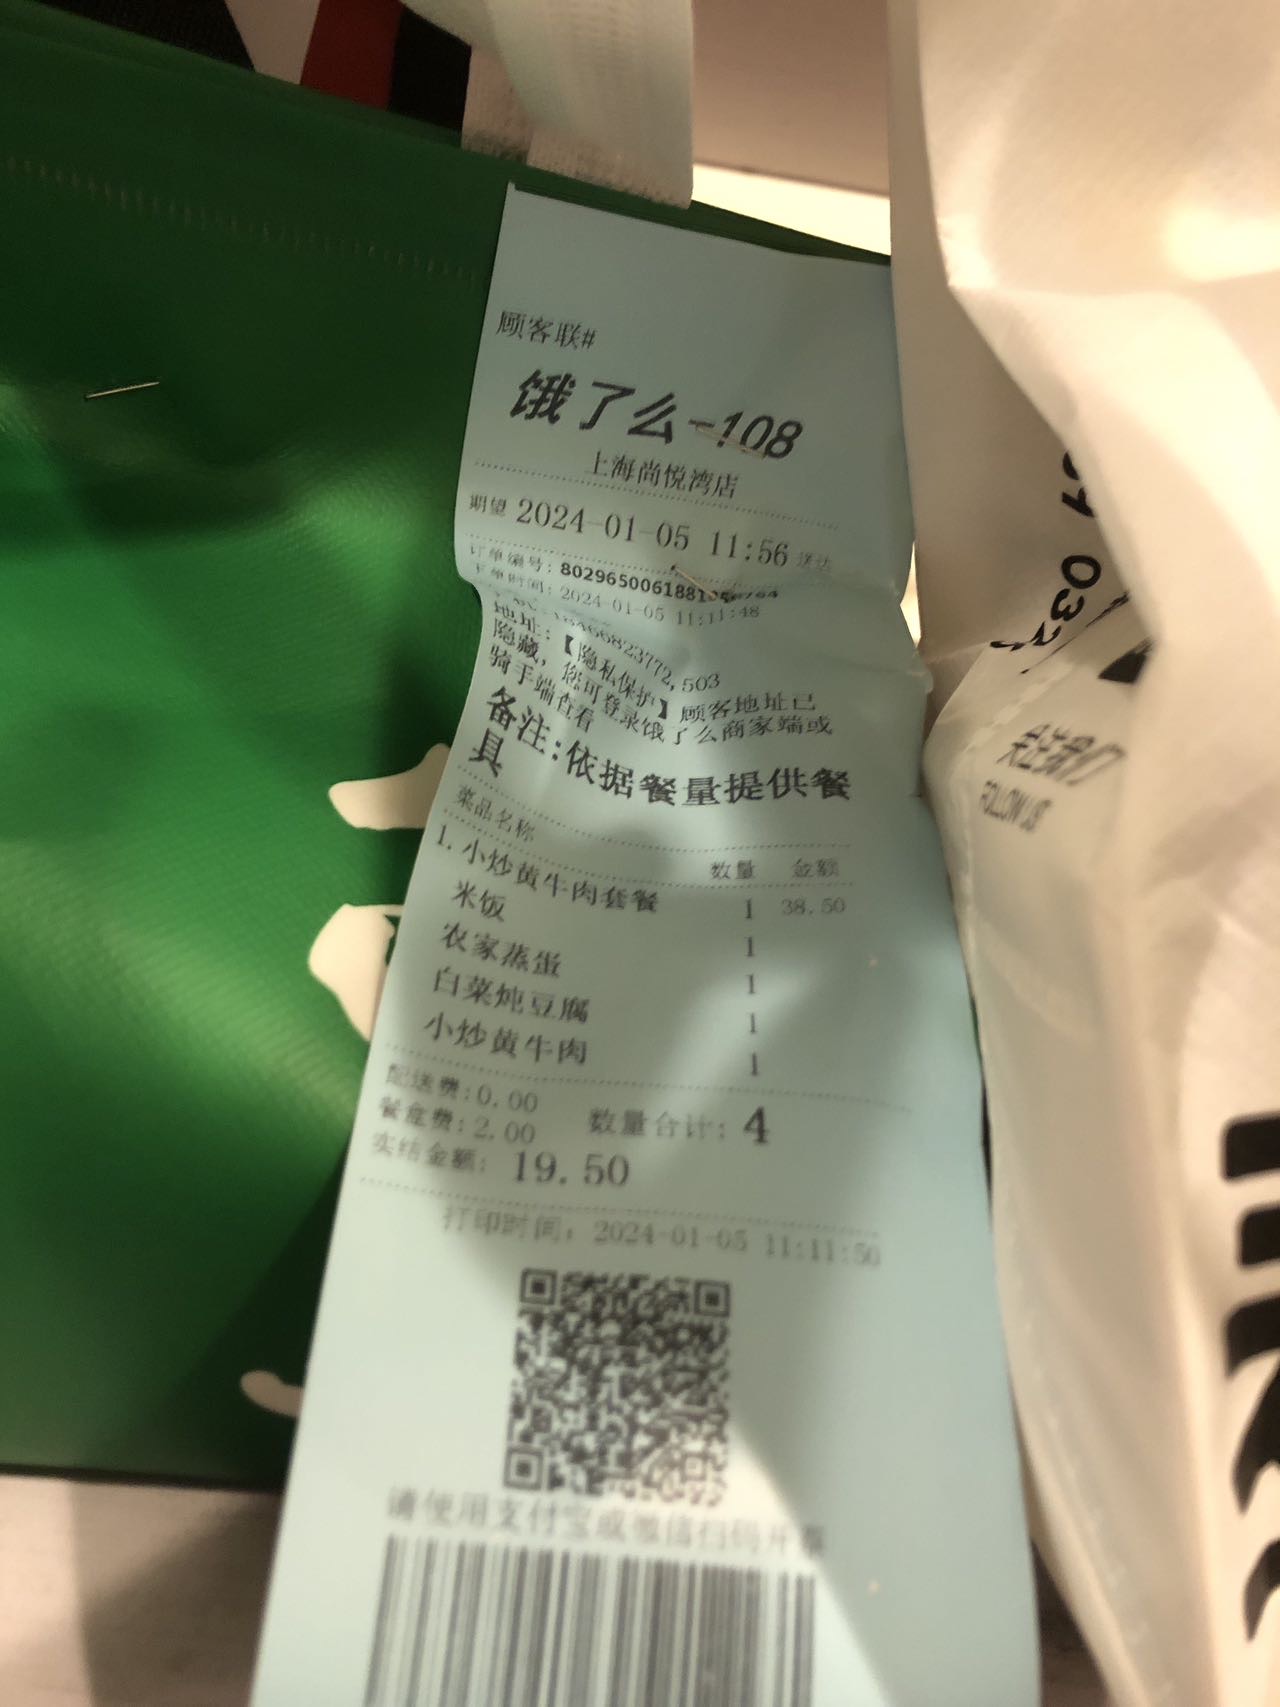 顾客联#
饿了么-108
上海尚悦湾店
期望 2024-01-05 11:56 送达
订单编号:
下单时间: 2024-01-05 11:11:48
地址:【隐私保护】顾客地址已
隐藏,您可登录饿了么商家端或
骑手端查看
备注:依据餐量提供餐
具
菜品名称 数量 金额
1. 小炒黄牛肉套餐 1 38.50
米饭 1
农家蒸蛋 1
白菜炖豆腐 1
小炒黄牛肉 1
配送费:0.00
餐盒费:2.00 数量合计: 4
实结金额: 19.50
打印时间: 2024-01-05 11:11:50
请使用支付宝或微信扫码开票
关注我们
FOLLOW US